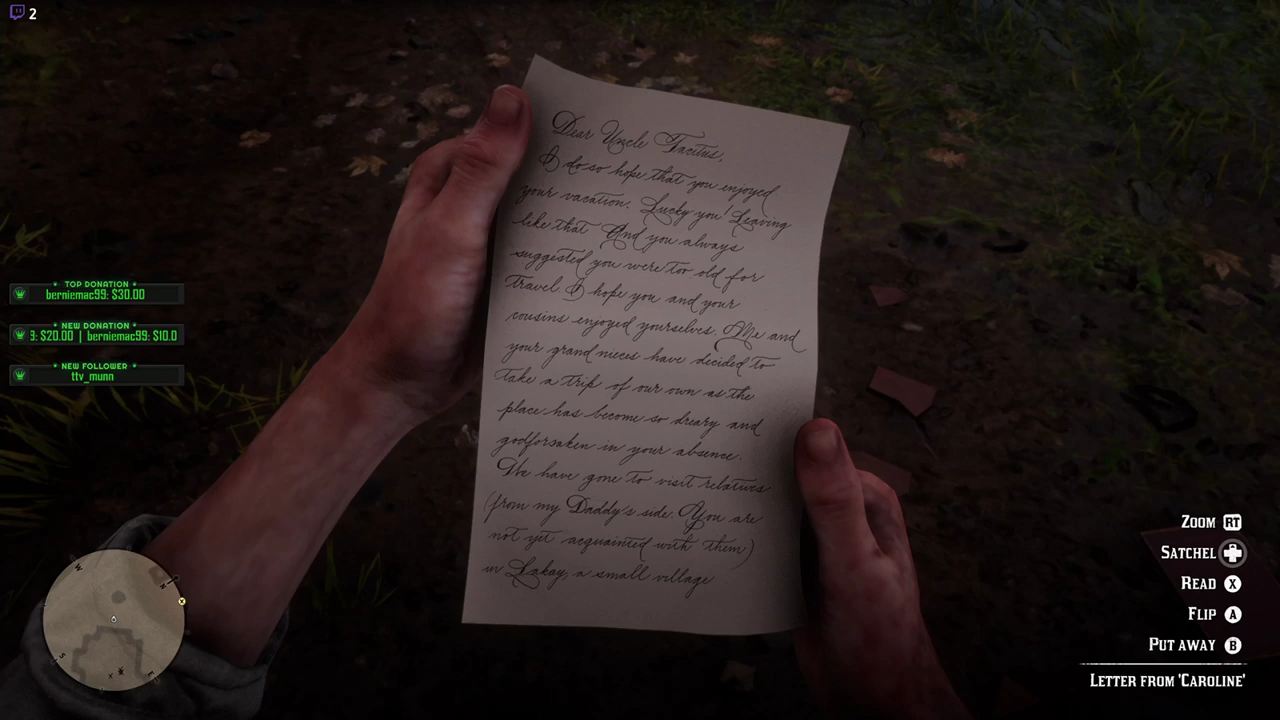 2
TOP DONATION
berniemac99: $30.00
NEW DONATION
3: $20.00 | berniemac99: $10.0
NEW FOLLOWER
ttv_munn
Dear Uncle Tacitus,
I do so hope that you enjoyed
your vacation. Lucky you! Leaving
like that. And you always
suggested you were too old for
travel. I hope you and your
cousins enjoyed yourselves. Me and
your grand nieces have decided to
take a trip of our own as the
place has become so dreary and
godforsaken in your absence.
We have gone to visit relatives
(from my Daddy's side. You are
not yet acquainted with them)
in Lakay, a small village
ZOOM RT
SATCHEL
READ X
FLIP A
PUT AWAY B
LETTER FROM 'CAROLINE'